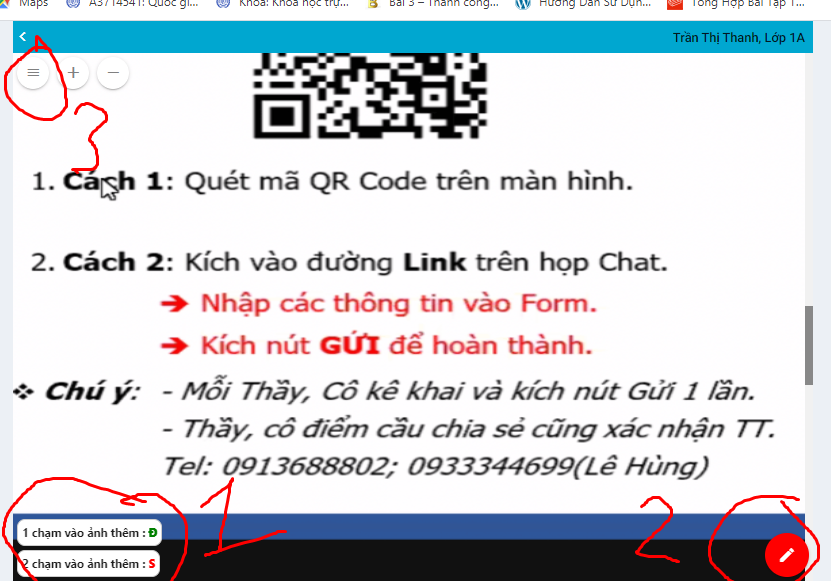 Maps A3714541: Quốc gi... Khoá: Khoa học trự... Bài 3 – Thành công... Hướng Dẫn Sử Dụn... Tổng Hợp Bài Tập T...
Trần Thị Thanh, Lớp 1A
3
1. Cách 1: Quét mã QR Code trên màn hình.
2. Cách 2: Kích vào đường Link trên họp Chat.
➔ Nhập các thông tin vào Form.
➔ Kích nút GỬI để hoàn thành.
❖ Chú ý: - Mỗi Thầy, Cô kê khai và kích nút Gửi 1 lần.
- Thầy, cô điểm cầu chia sẻ cũng xác nhận TT.
Tel: 0913688802; 0933344699(Lê Hùng)
1 2
1 chạm vào ảnh thêm : Đ
2 chạm vào ảnh thêm : S